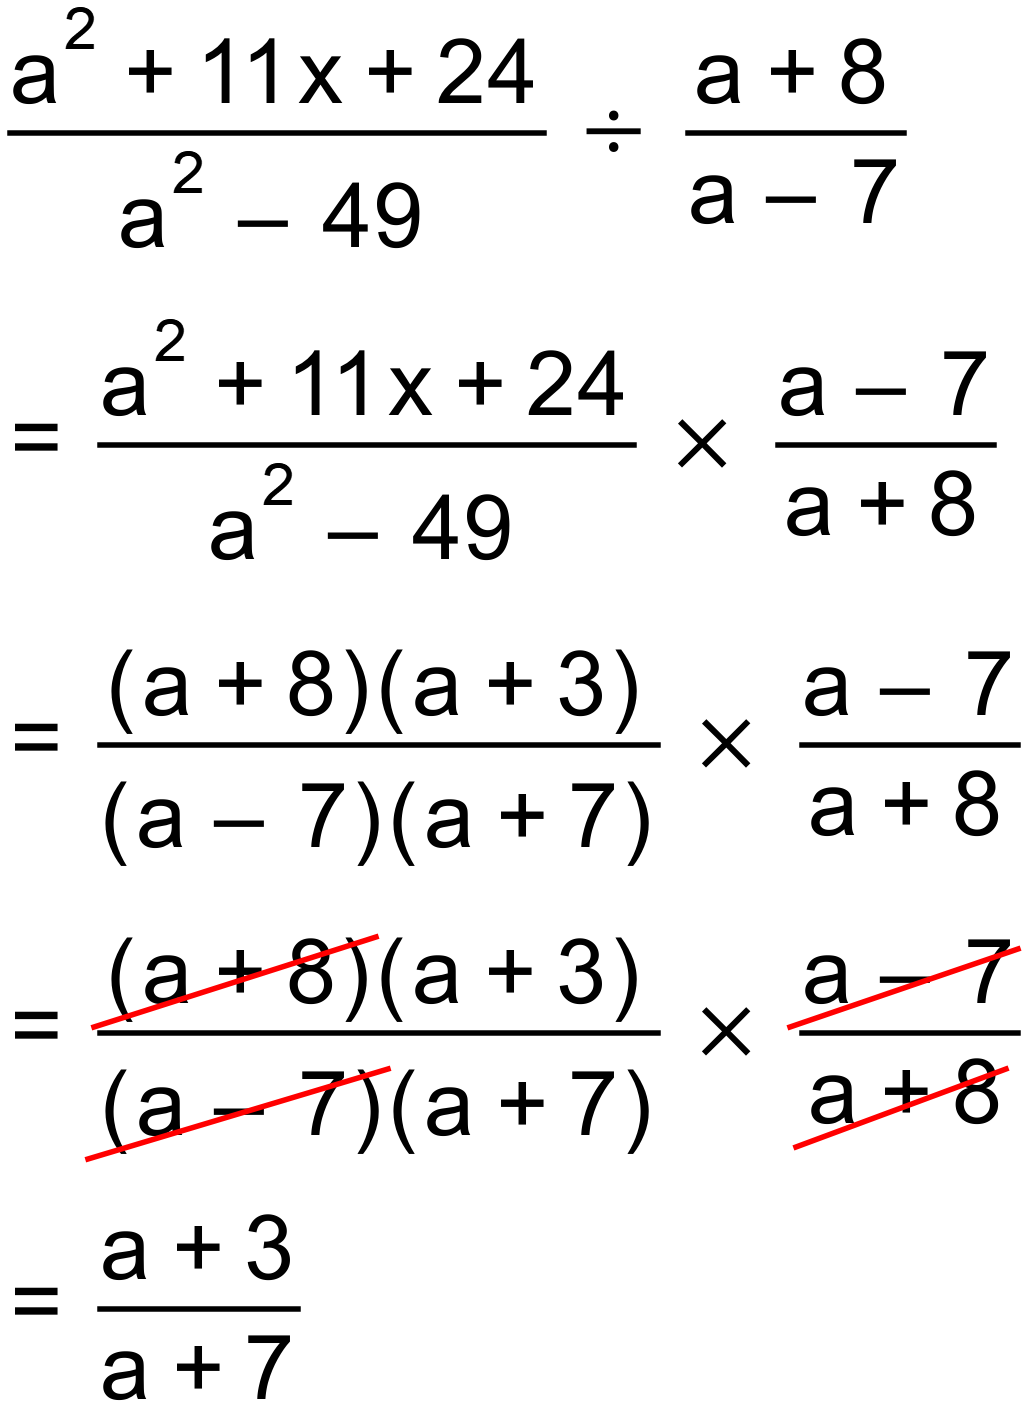 a² + 11x + 24 / a² – 49 ÷ a + 8 / a – 7
= a² + 11x + 24 / a² – 49 × a – 7 / a + 8
= (a + 8)(a + 3) / (a – 7)(a + 7) × a – 7 / a + 8
= (a + 8)(a + 3) / (a – 7)(a + 7) × a – 7 / a + 8
= a + 3 / a + 7